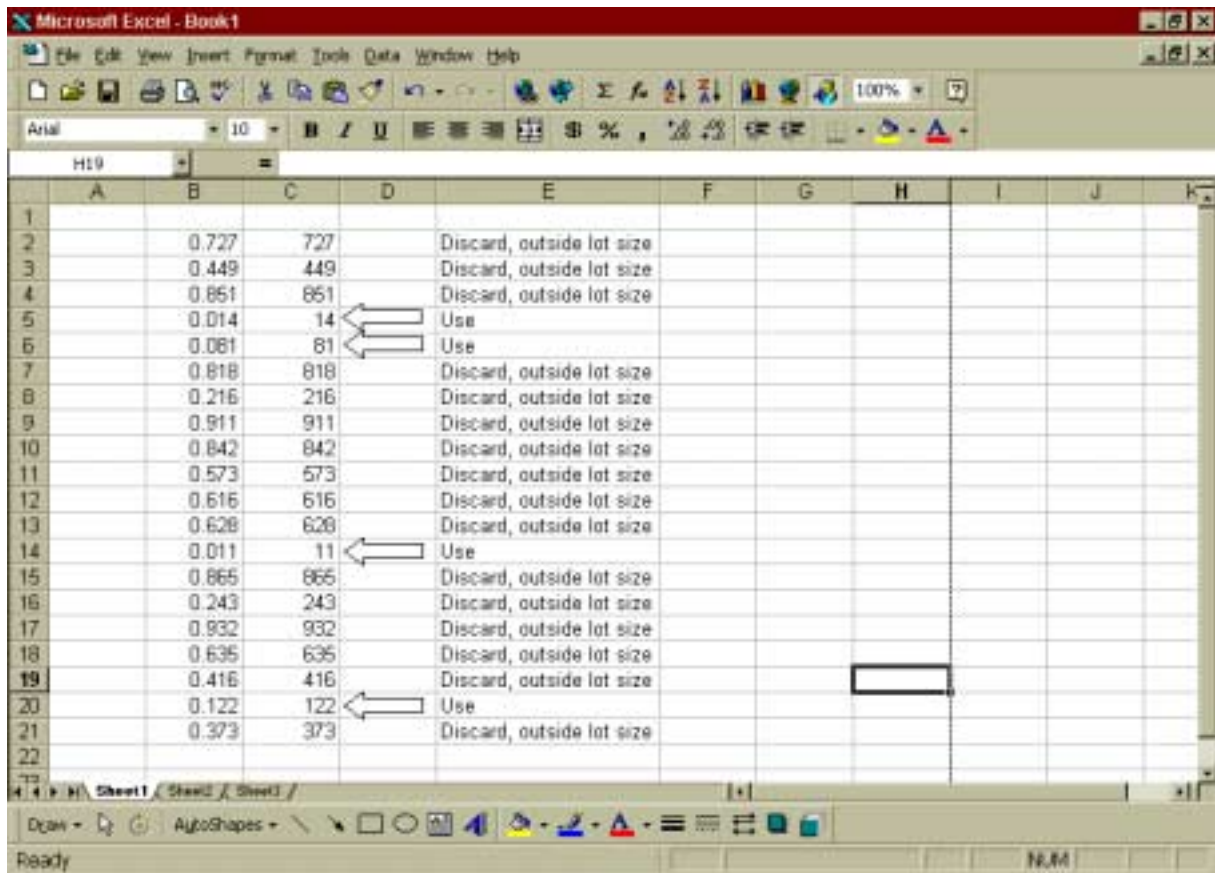 Microsoft Excel - Book1
File Edit View Insert Format Tools Data Window Help
100%
Arial 10 B I U $ % ,
H19 =
A B C D E F G H I J K
1
2 0.727 727 Discard, outside lot size
3 0.449 449 Discard, outside lot size
4 0.851 851 Discard, outside lot size
5 0.014 14 Use
6 0.081 81 Use
7 0.818 818 Discard, outside lot size
8 0.216 216 Discard, outside lot size
9 0.911 911 Discard, outside lot size
10 0.842 842 Discard, outside lot size
11 0.573 573 Discard, outside lot size
12 0.616 616 Discard, outside lot size
13 0.628 628 Discard, outside lot size
14 0.011 11 Use
15 0.865 865 Discard, outside lot size
16 0.243 243 Discard, outside lot size
17 0.932 932 Discard, outside lot size
18 0.635 635 Discard, outside lot size
19 0.416 416 Discard, outside lot size
20 0.122 122 Use
21 0.373 373 Discard, outside lot size
22
23
Sheet1 Sheet2 Sheet3
Draw AutoShapes
Ready NUM